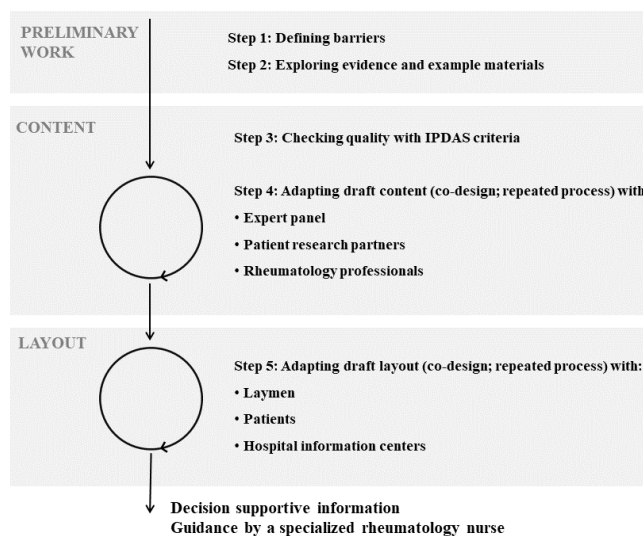 PRELIMINARY
WORK
Step 1: Defining barriers
Step 2: Exploring evidence and example materials
CONTENT
Step 3: Checking quality with IPDAS criteria
Step 4: Adapting draft content (co-design; repeated process) with
• Expert panel
• Patient research partners
• Rheumatology professionals
LAYOUT
Step 5: Adapting draft layout (co-design; repeated process) with:
• Laymen
• Patients
• Hospital information centers
Decision supportive information
Guidance by a specialized rheumatology nurse